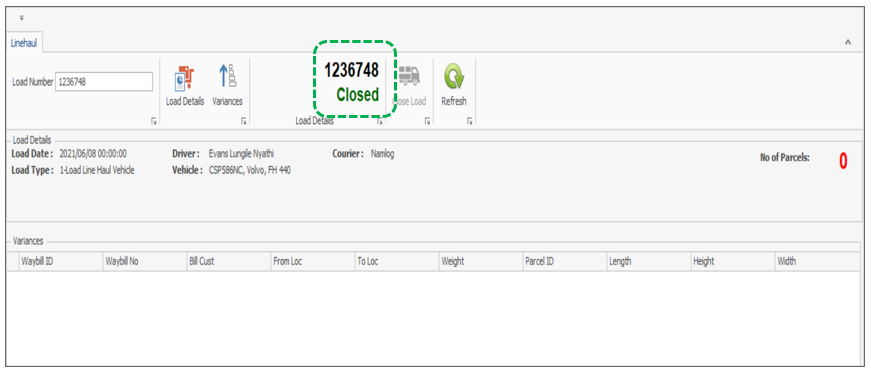 Linehaul
Load Number 1236748
Load Details
Variances
1236748
Closed
Load Details
ose Load
Refresh
Load Details
Load Date : 2021/06/08 00:00:00 Driver : Evans Lungile Nyathi Courier : Namlog No of Parcels: 0
Load Type : 1-Load Line Haul Vehicle Vehicle : CSP586NC, Volvo, FH 440
Variances
Waybill ID Waybill No Bill Cust From Loc To Loc Weight Parcel ID Length Height Width